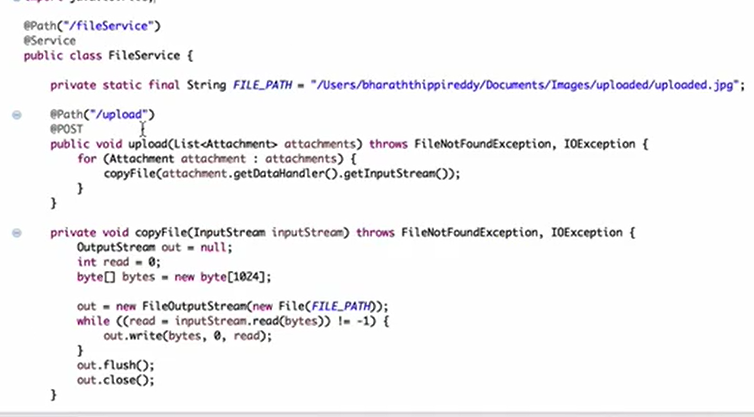 @Path("/fileService")
@Service
public class FileService {
private static final String FILE_PATH = "/Users/bharaththippireddy/Documents/Images/uploaded/uploaded.jpg";
@Path("/upload")
@POST
public void upload(List<Attachment> attachments) throws FileNotFoundException, IOException {
for (Attachment attachment : attachments) {
copyFile(attachment.getDataHandler().getInputStream());
}
}
private void copyFile(InputStream inputStream) throws FileNotFoundException, IOException {
OutputStream out = null;
int read = 0;
byte[] bytes = new byte[1024];
out = new FileOutputStream(new File(FILE_PATH));
while ((read = inputStream.read(bytes)) != -1) {
out.write(bytes, 0, read);
}
out.flush();
out.close();
}